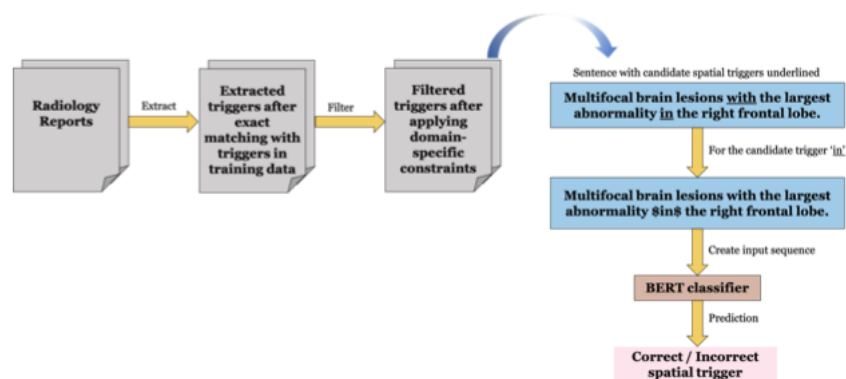 Radiology
Reports
Extract
Extracted
triggers after
exact
matching with
triggers in
training data
Filter
Filtered
triggers after
applying
domain-
specific
constraints
Sentence with candidate spatial triggers underlined
Multifocal brain lesions with the largest
abnormality in the right frontal lobe.
For the candidate trigger 'in'
Multifocal brain lesions with the largest
abnormality $in$ the right frontal lobe.
Create input sequence
BERT classifier
Prediction
Correct / Incorrect
spatial trigger